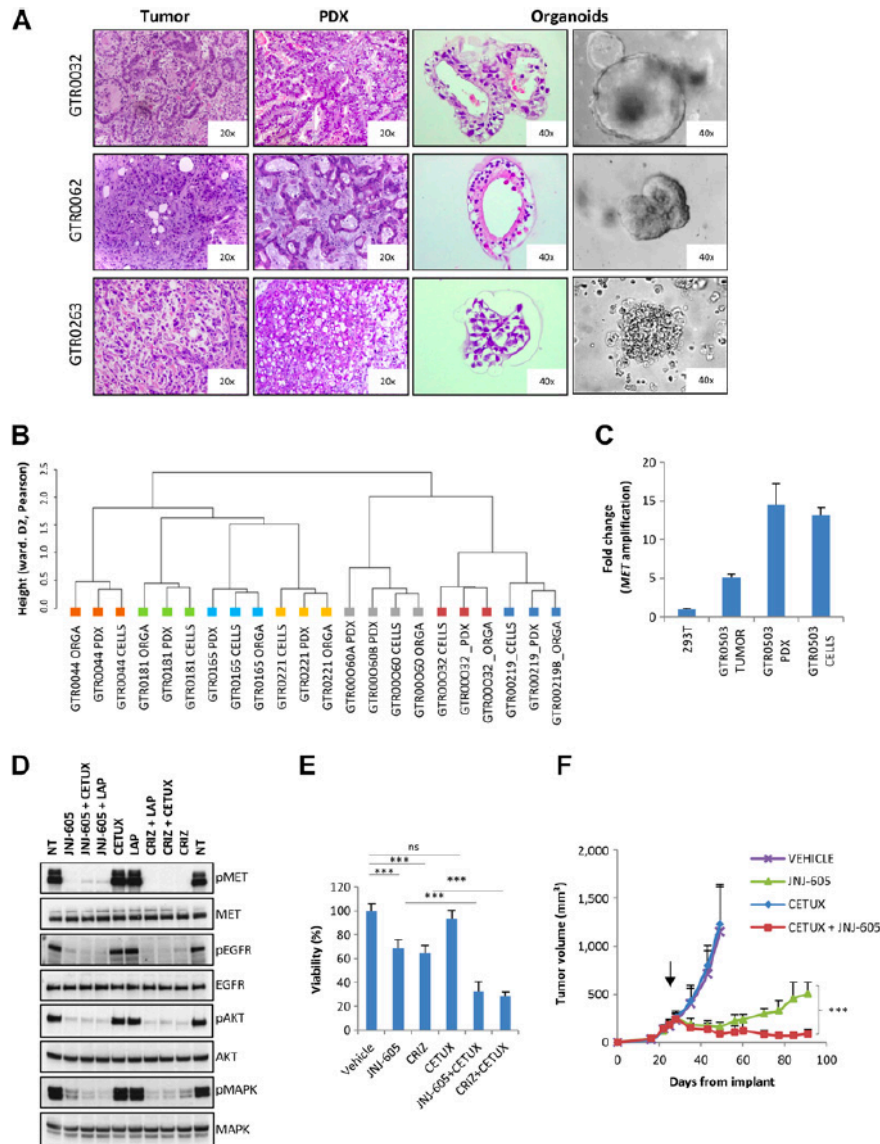 A
Tumor
PDX
Organoids
GTR0032
20x
20x
40x
40x
GTR0062
20x
20x
40x
40x
GTR0263
20x
20x
40x
40x
B
Height (ward. D2, Pearson)
2.5
2.0
1.5
1.0
0.5
0.0
GTR0044 ORGA
GTR0044 PDX
GTR0044 CELLS
GTR0181 ORGA
GTR0181 PDX
GTR0181 CELLS
GTR0165 PDX
GTR0165 CELLS
GTR0165 ORGA
GTR0221 CELLS
GTR0221 PDX
GTR0221 ORGA
GTR00060A PDX
GTR00060B PDX
GTR00060 CELLS
GTR00060 ORGA
GTR00032 CELLS
GTR00032_PDX
GTR00032_ORGA
GTR00219_CELLS
GTR00219_PDX
GTR00219B_ORGA
C
Fold change
(MET amplification)
20
15
10
5
0
293T
GTR0503
TUMOR
GTR0503
PDX
GTR0503
CELLS
D
NT
JNJ-605
JNJ-605 + CETUX
JNJ-605 + LAP
CETUX
LAP
CRIZ + LAP
CRIZ + CETUX
CRIZ
NT
pMET
MET
pEGFR
EGFR
pAKT
AKT
pMAPK
MAPK
E
Viability (%)
120
100
80
60
40
20
0
ns
***
***
***
***
Vehicle
JNJ-605
CRIZ
CETUX
JNJ-605+CETUX
CRIZ+CETUX
F
Tumor volume (mm³)
2,000
1,500
1,000
500
0
0
20
40
60
80
100
Days from implant
VEHICLE
JNJ-605
CETUX
CETUX + JNJ-605
***